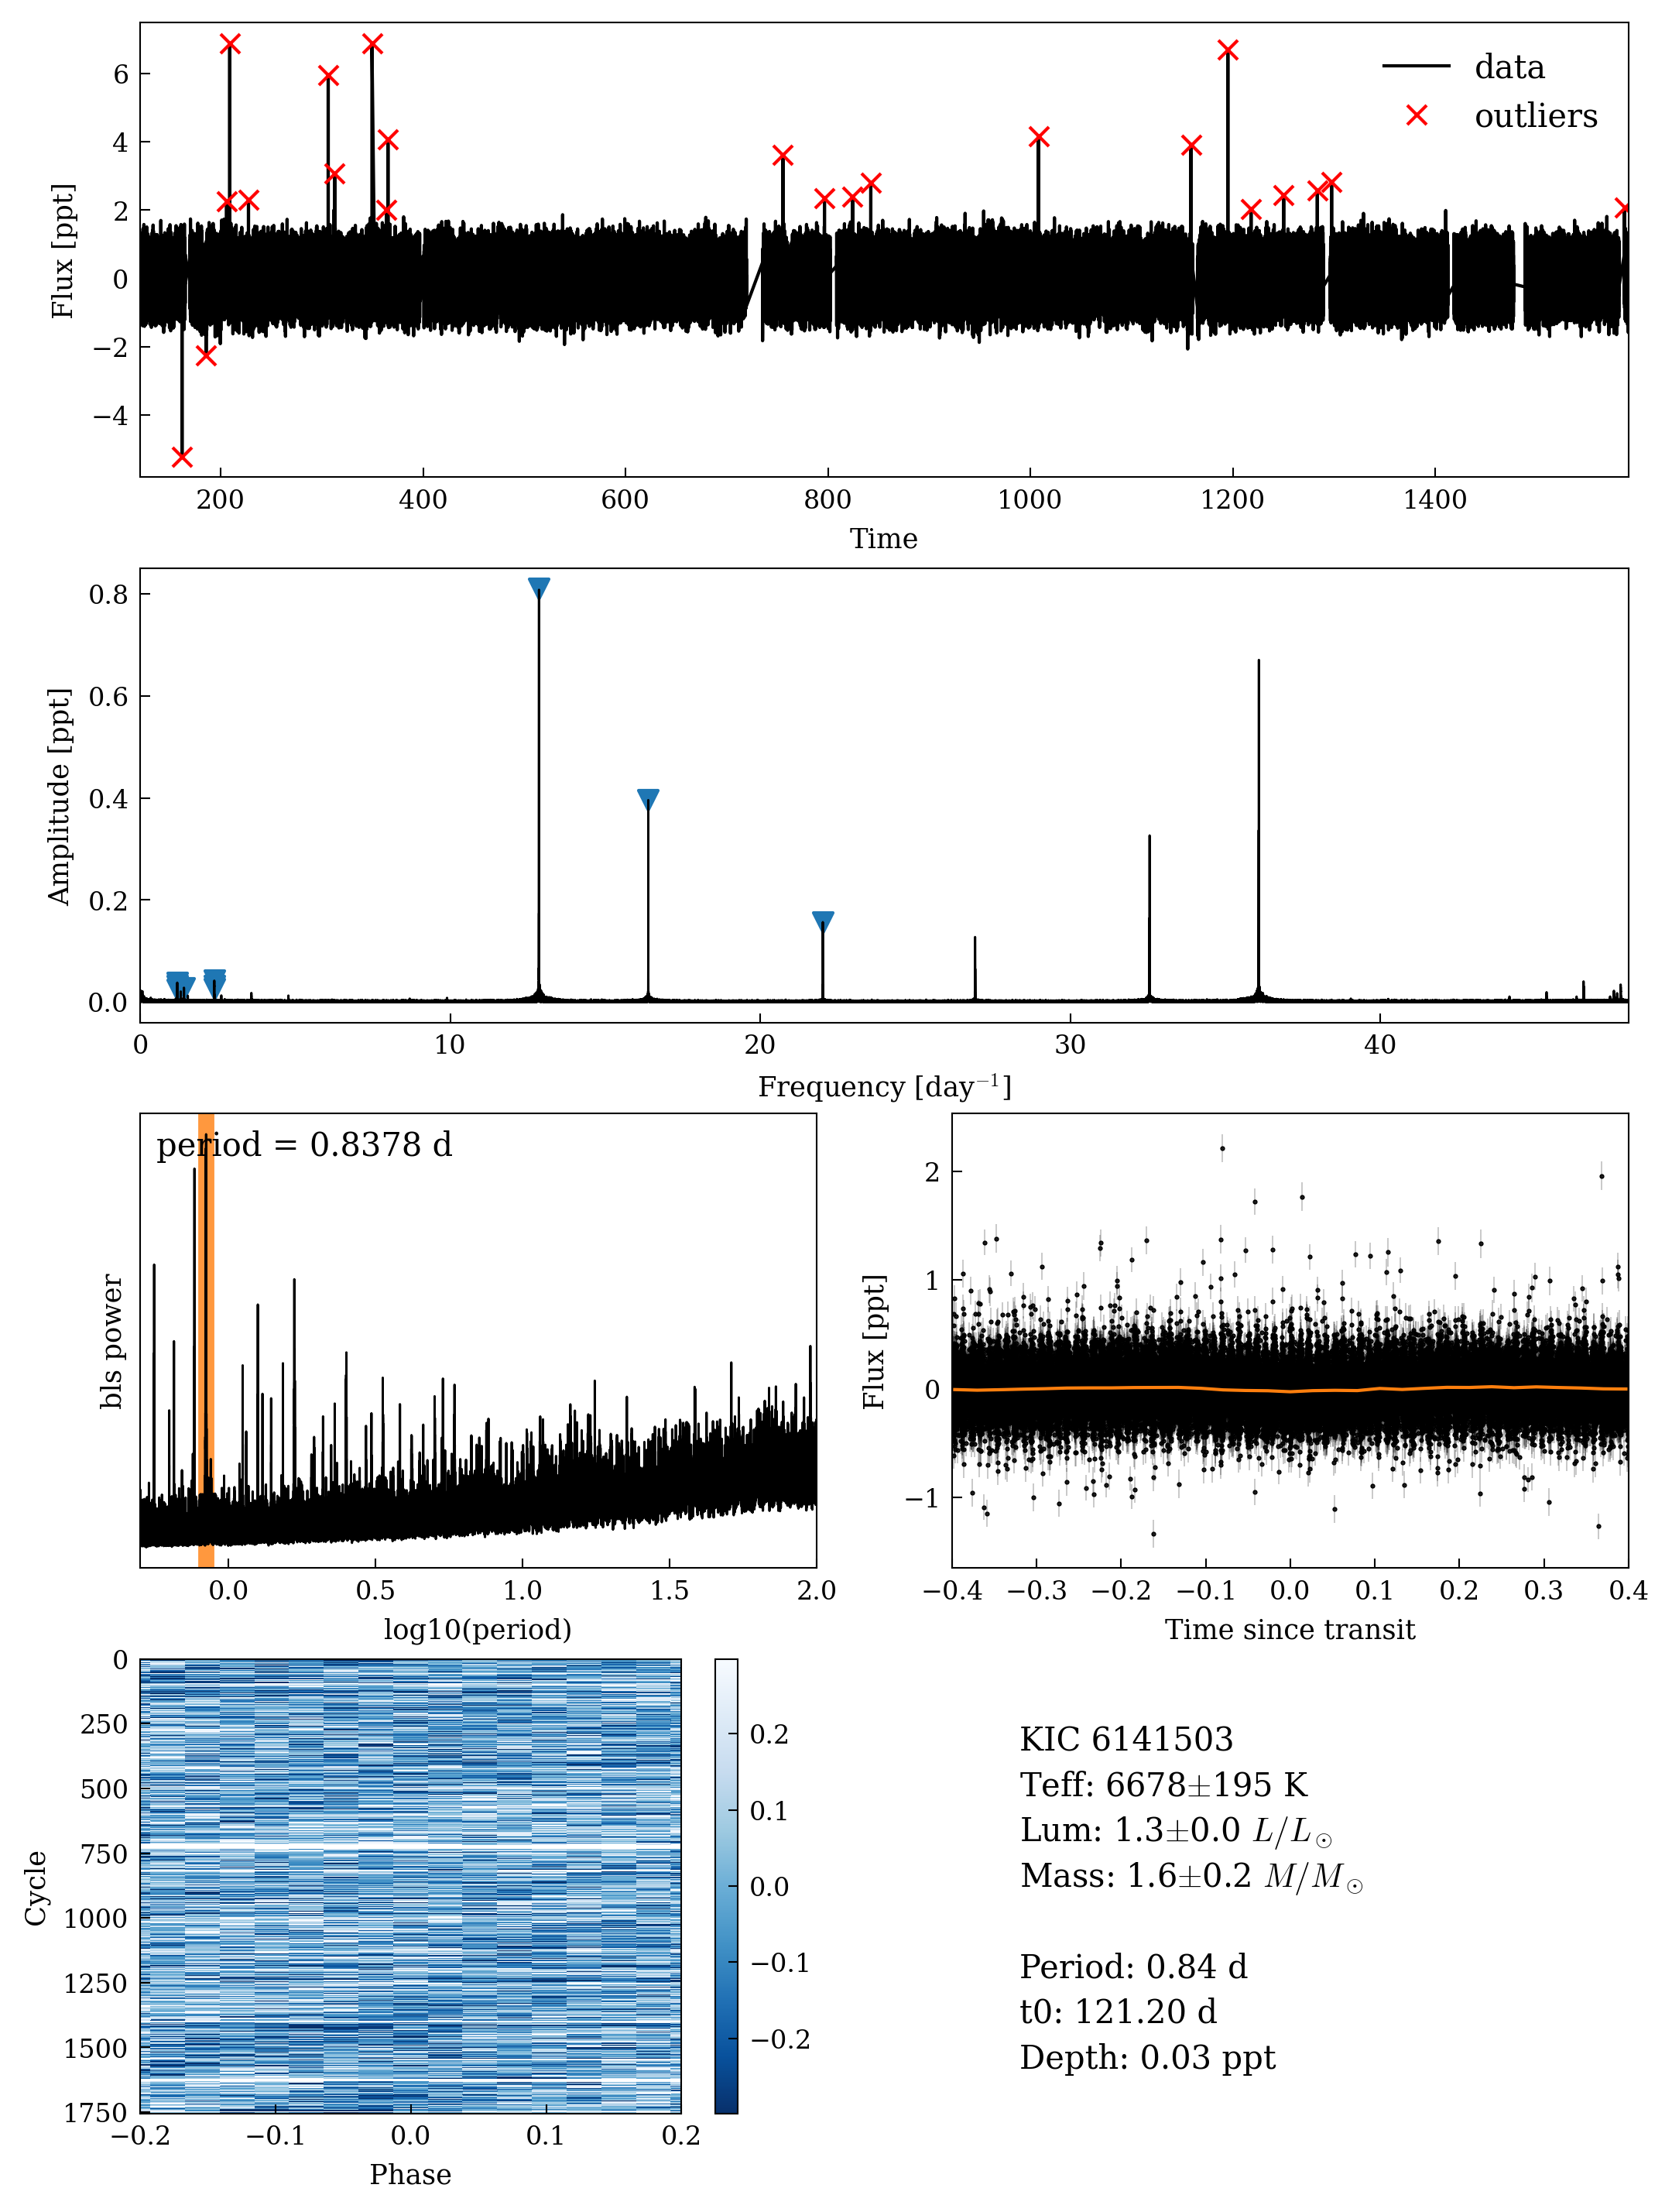 6
4
2
0
−2
−4
Flux [ppt]
data
outliers
200
400
600
800
1000
1200
1400
Time
0.8
0.6
0.4
0.2
0.0
Amplitude [ppt]
0
10
20
30
40
Frequency [day⁻¹]
period = 0.8378 d
bls power
0.0
0.5
1.0
1.5
2.0
log10(period)
2
1
0
−1
Flux [ppt]
−0.4
−0.3
−0.2
−0.1
0.0
0.1
0.2
0.3
0.4
Time since transit
0
250
500
750
1000
1250
1500
1750
Cycle
−0.2
−0.1
0.0
0.1
0.2
Phase
0.2
0.1
0.0
−0.1
−0.2
KIC 6141503
Teff: 6678±195 K
Lum: 1.3±0.0 L/L⊙
Mass: 1.6±0.2 M/M⊙
Period: 0.84 d
t0: 121.20 d
Depth: 0.03 ppt